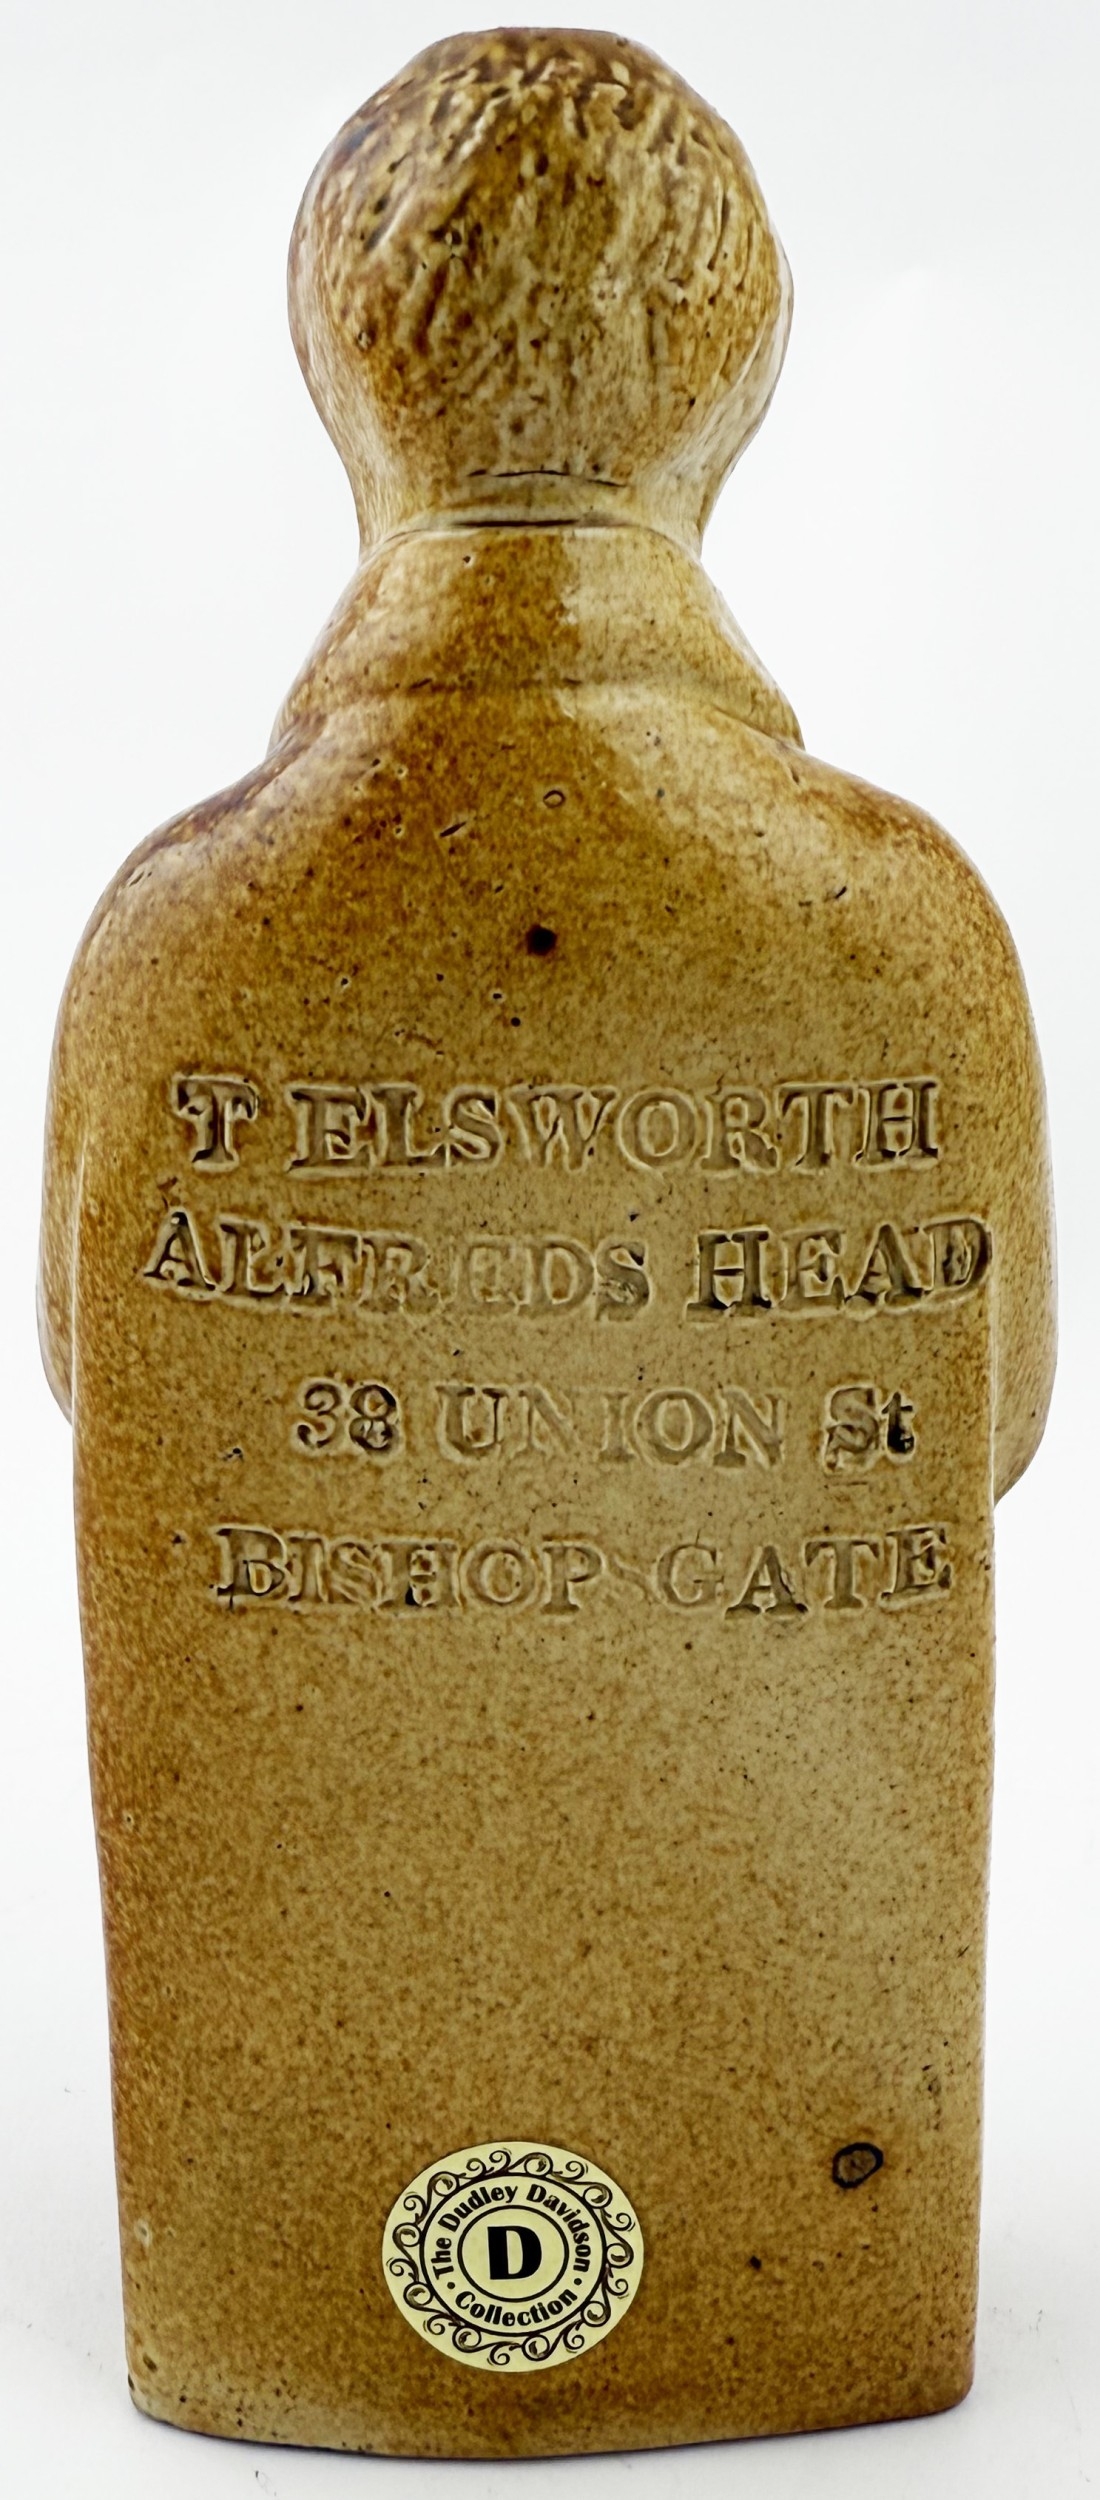 T ELSWORTH
ALFREDS HEAD
38 UNION St
BISHOP GATE
The Dudley Davidson
D
• Collection •